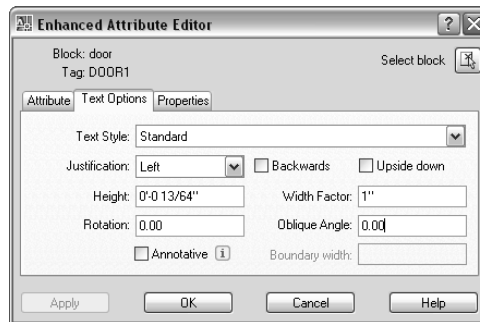 Enhanced Attribute Editor
Block: door
Tag: DOOR1
Select block
Attribute Text Options Properties
Text Style: Standard
Justification: Left Backwards Upside down
Height: 0'-0 13/64" Width Factor: 1"
Rotation: 0.00 Oblique Angle: 0.00
Annotative Boundary width:
Apply OK Cancel Help